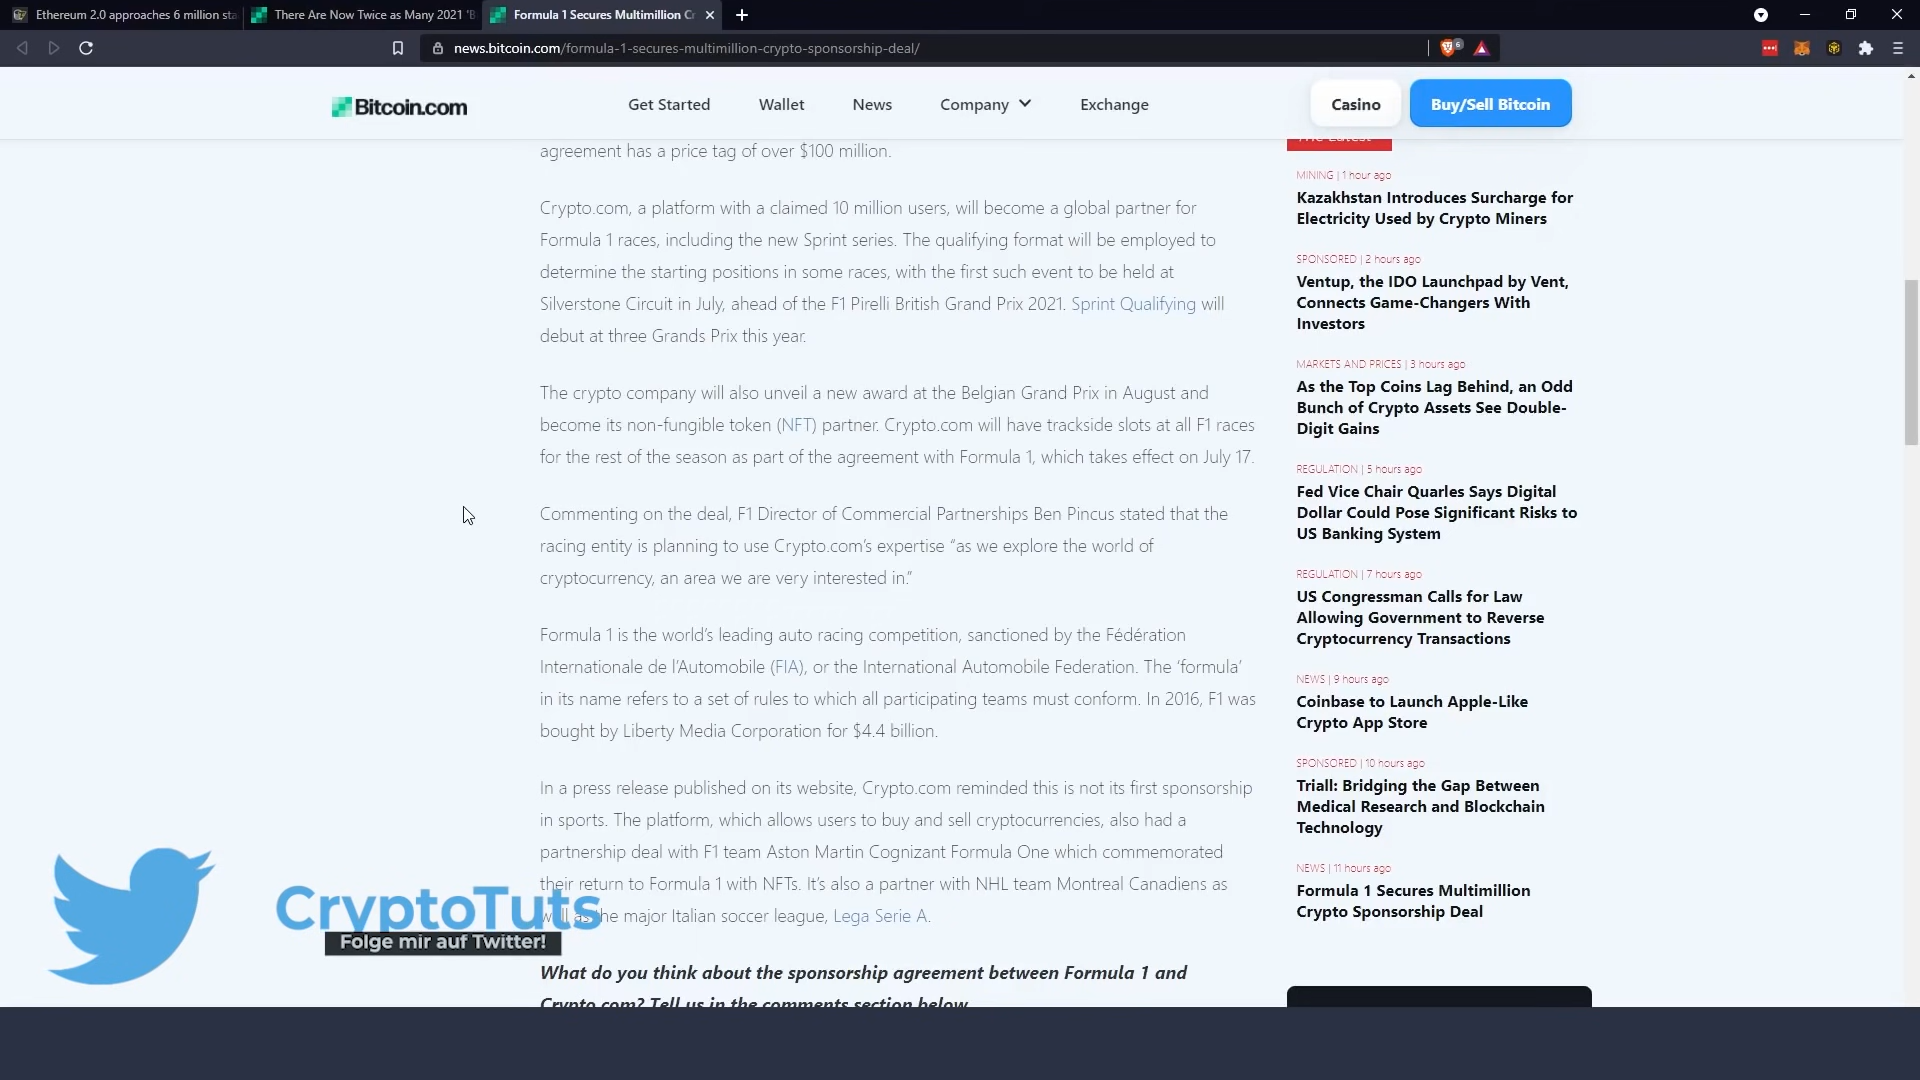 Ethereum 2.0 approaches 6 million sta
There Are Now Twice as Many 2021 'B
Formula 1 Secures Multimillion Cr
news.bitcoin.com/formula-1-secures-multimillion-crypto-sponsorship-deal/
6
Bitcoin.com
Get Started
Wallet
News
Company
Exchange
Casino
Buy/Sell Bitcoin
agreement has a price tag of over $100 million.
Crypto.com, a platform with a claimed 10 million users, will become a global partner for
Formula 1 races, including the new Sprint series. The qualifying format will be employed to
determine the starting positions in some races, with the first such event to be held at
Silverstone Circuit in July, ahead of the F1 Pirelli British Grand Prix 2021. Sprint Qualifying will
debut at three Grands Prix this year.
The crypto company will also unveil a new award at the Belgian Grand Prix in August and
become its non-fungible token (NFT) partner. Crypto.com will have trackside slots at all F1 races
for the rest of the season as part of the agreement with Formula 1, which takes effect on July 17.
Commenting on the deal, F1 Director of Commercial Partnerships Ben Pincus stated that the
racing entity is planning to use Crypto.com's expertise “as we explore the world of
cryptocurrency, an area we are very interested in.”
Formula 1 is the world's leading auto racing competition, sanctioned by the Fédération
Internationale de l'Automobile (FIA), or the International Automobile Federation. The ‘formula’
in its name refers to a set of rules to which all participating teams must conform. In 2016, F1 was
bought by Liberty Media Corporation for $4.4 billion.
In a press release published on its website, Crypto.com reminded this is not its first sponsorship
in sports. The platform, which allows users to buy and sell cryptocurrencies, also had a
partnership deal with F1 team Aston Martin Cognizant Formula One which commemorated
their return to Formula 1 with NFTs. It's also a partner with NHL team Montreal Canadiens as
well as the major Italian soccer league, Lega Serie A.
What do you think about the sponsorship agreement between Formula 1 and
Crypto.com? Tell us in the comments section below.
The Latest
MINING | 1 hour ago
Kazakhstan Introduces Surcharge for
Electricity Used by Crypto Miners
SPONSORED | 2 hours ago
Ventup, the IDO Launchpad by Vent,
Connects Game-Changers With
Investors
MARKETS AND PRICES | 3 hours ago
As the Top Coins Lag Behind, an Odd
Bunch of Crypto Assets See Double-
Digit Gains
REGULATION | 5 hours ago
Fed Vice Chair Quarles Says Digital
Dollar Could Pose Significant Risks to
US Banking System
REGULATION | 7 hours ago
US Congressman Calls for Law
Allowing Government to Reverse
Cryptocurrency Transactions
NEWS | 9 hours ago
Coinbase to Launch Apple-Like
Crypto App Store
SPONSORED | 10 hours ago
Triall: Bridging the Gap Between
Medical Research and Blockchain
Technology
NEWS | 11 hours ago
Formula 1 Secures Multimillion
Crypto Sponsorship Deal
CryptoTuts
Folge mir auf Twitter!